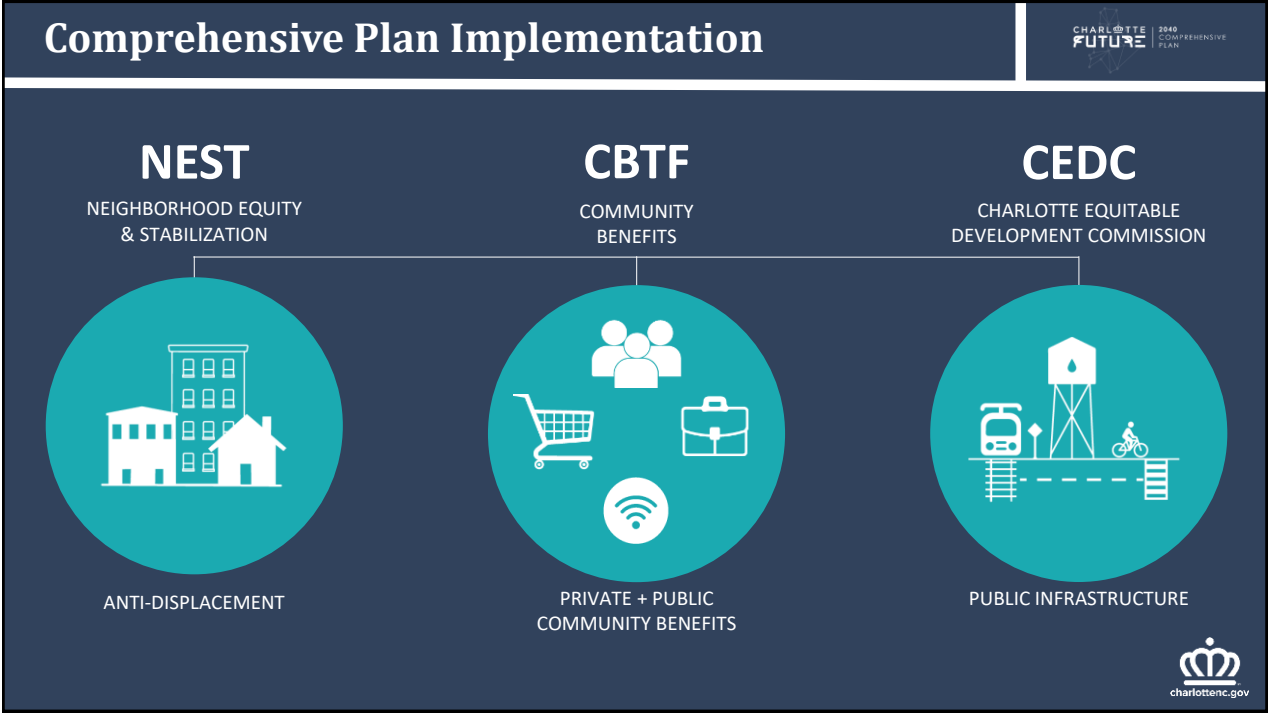 Comprehensive Plan Implementation
CHARLOTTE
FUTURE
2040
COMPREHENSIVE
PLAN
NEST
NEIGHBORHOOD EQUITY
& STABILIZATION
CBTF
COMMUNITY
BENEFITS
CEDC
CHARLOTTE EQUITABLE
DEVELOPMENT COMMISSION
ANTI-DISPLACEMENT
PRIVATE + PUBLIC
COMMUNITY BENEFITS
PUBLIC INFRASTRUCTURE
charlottenc.gov